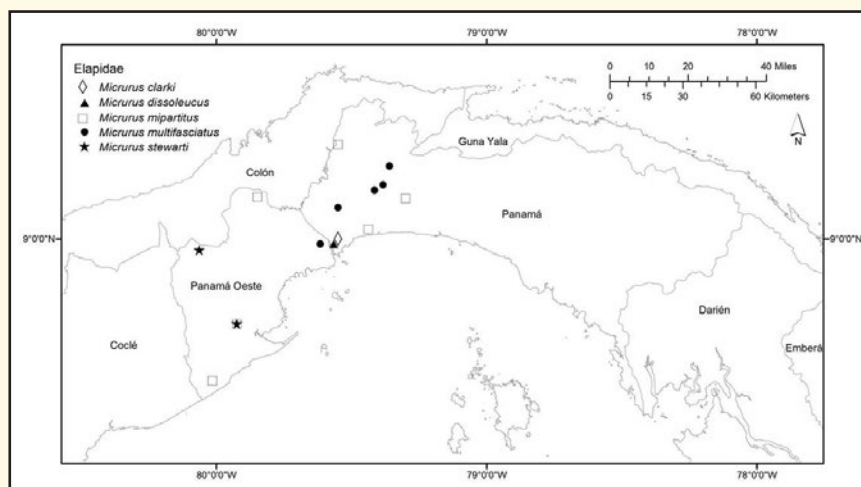 80°0'0"W
79°0'0"W
78°0'0"W
Elapidae
Micrurus clarki
Micrurus dissoleucus
Micrurus mipartitus
Micrurus multifasciatus
Micrurus stewarti
0 10 20 40 Miles
0 15 30 60 Kilometers
N
Guna Yala
Colón
Panamá
9°0'0"N
9°0'0"N
Panamá Oeste
Darién
Coclé
Emberá
80°0'0"W
79°0'0"W
78°0'0"W